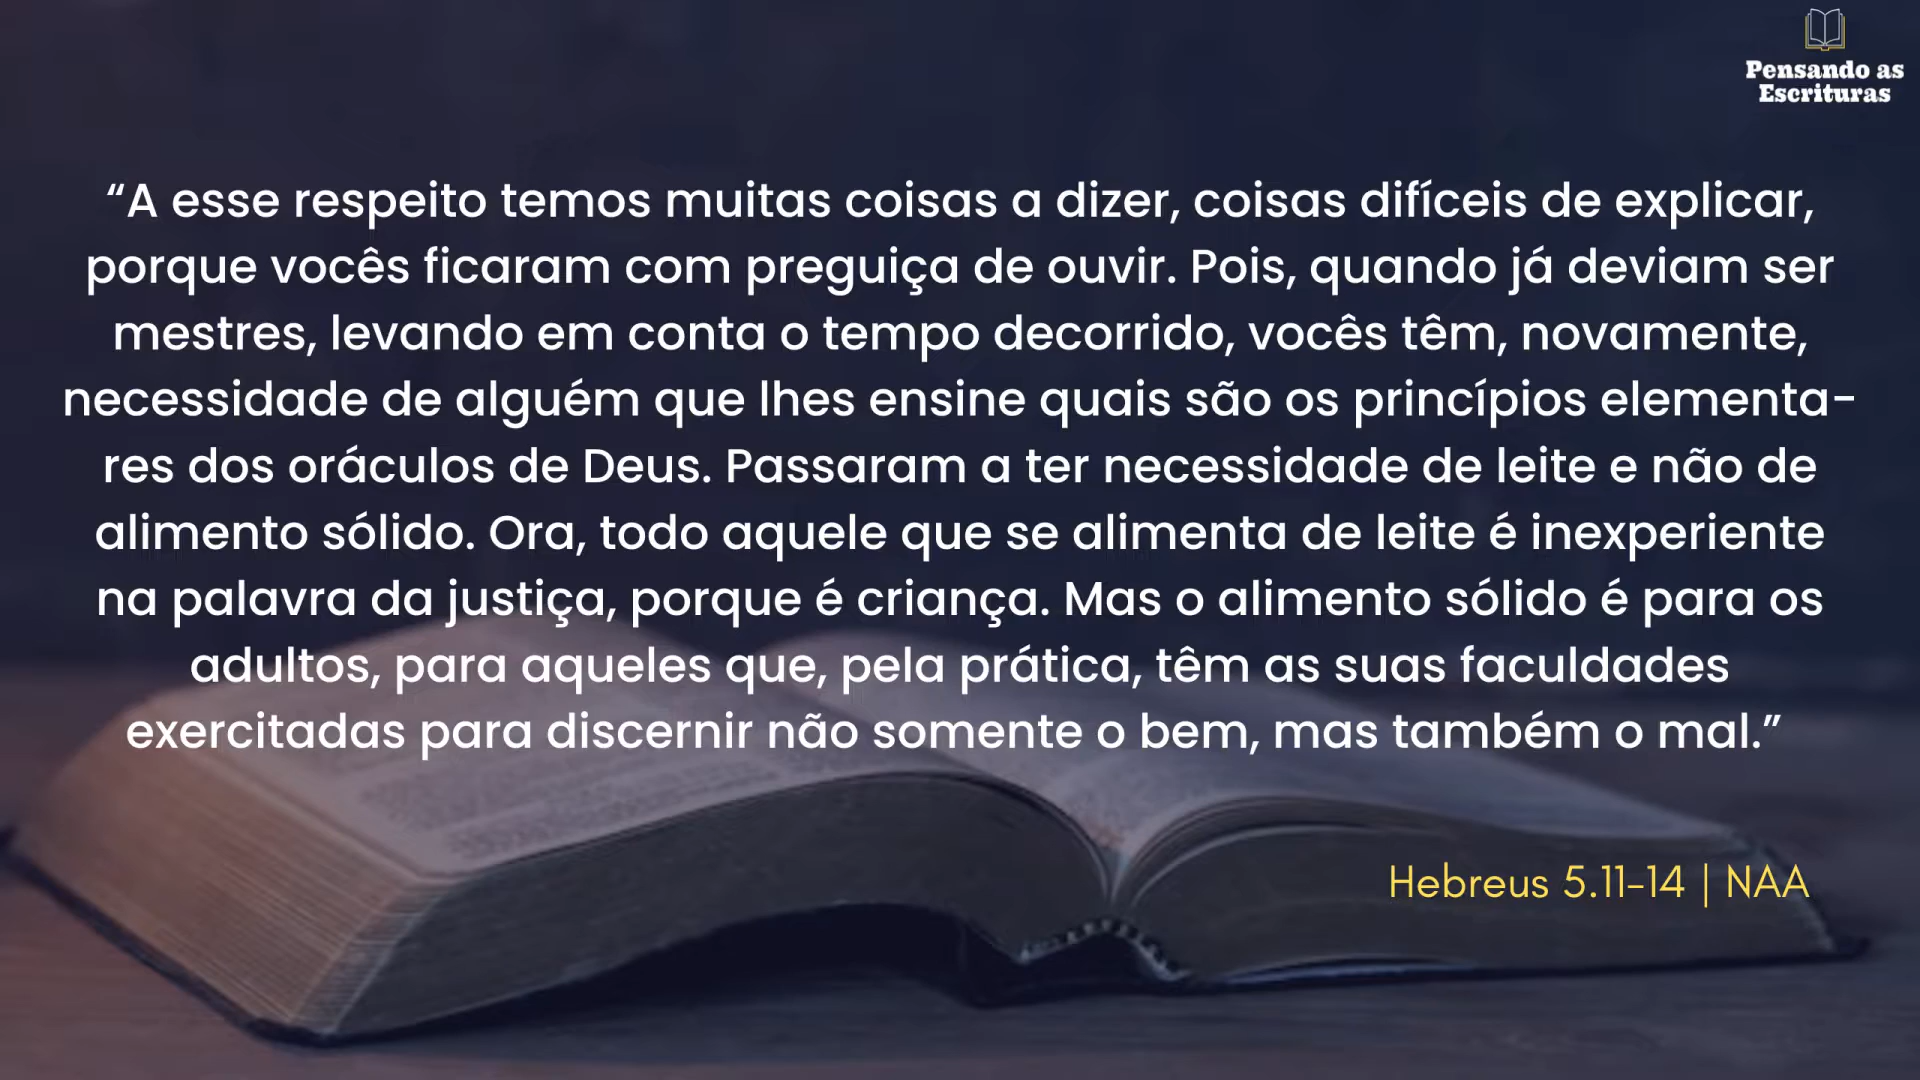 Pensando as
Escrituras
“A esse respeito temos muitas coisas a dizer, coisas difíceis de explicar,
porque vocês ficaram com preguiça de ouvir. Pois, quando já deviam ser
mestres, levando em conta o tempo decorrido, vocês têm, novamente,
necessidade de alguém que lhes ensine quais são os princípios elementa-
res dos oráculos de Deus. Passaram a ter necessidade de leite e não de
alimento sólido. Ora, todo aquele que se alimenta de leite é inexperiente
na palavra da justiça, porque é criança. Mas o alimento sólido é para os
adultos, para aqueles que, pela prática, têm as suas faculdades
exercitadas para discernir não somente o bem, mas também o mal.”
Hebreus 5.11-14 | NAA